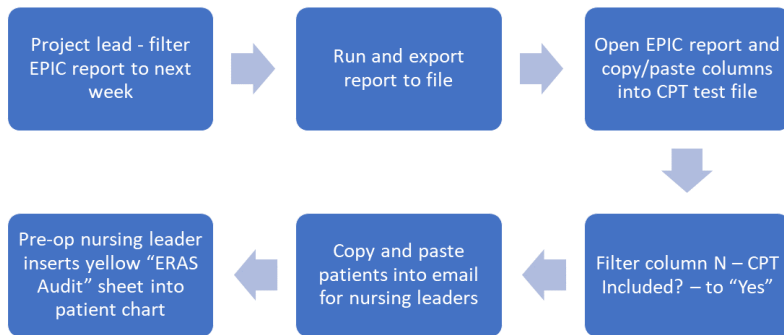 Project lead - filter
EPIC report to next
week
Run and export
report to file
Open EPIC report and
copy/paste columns
into CPT test file
Filter column N – CPT
Included? – to "Yes"
Copy and paste
patients into email
for nursing leaders
Pre-op nursing leader
inserts yellow “ERAS
Audit” sheet into
patient chart